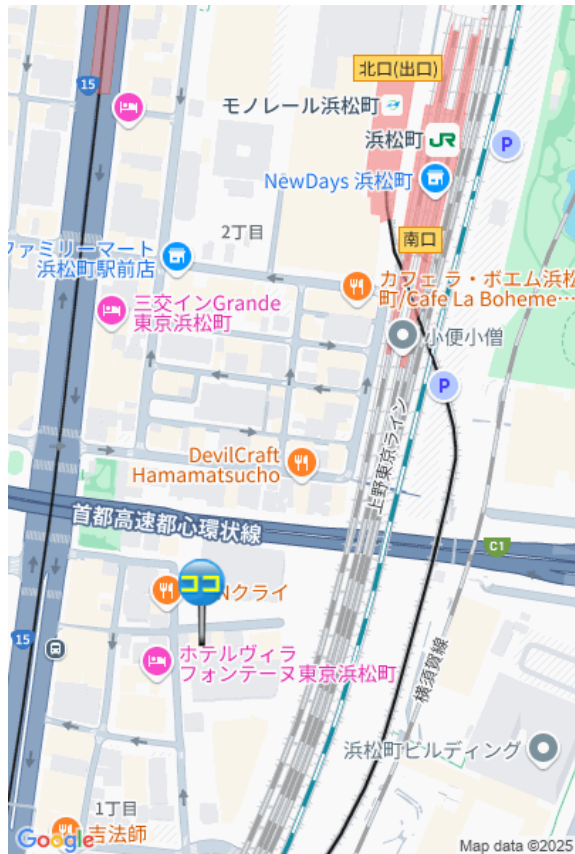 北口(出口)
15
モノレール浜松町
浜松町
JR
P
NewDays 浜松町
2丁目
南口
ファミリーマート
浜松町駅前店
カフェ ラ・ボエム浜松
町/Cafe La Boheme…
三交インGrande
東京浜松町
小便小僧
P
上野東京ライン
DevilCraft
Hamamatsucho
首都高速都心環状線
C1
ココ
Nクライ
15
ホテルヴィラ
フォンテーヌ東京浜松町
横須賀線
浜松町ビルディング
1丁目
吉法師
Google
Map data ©2025